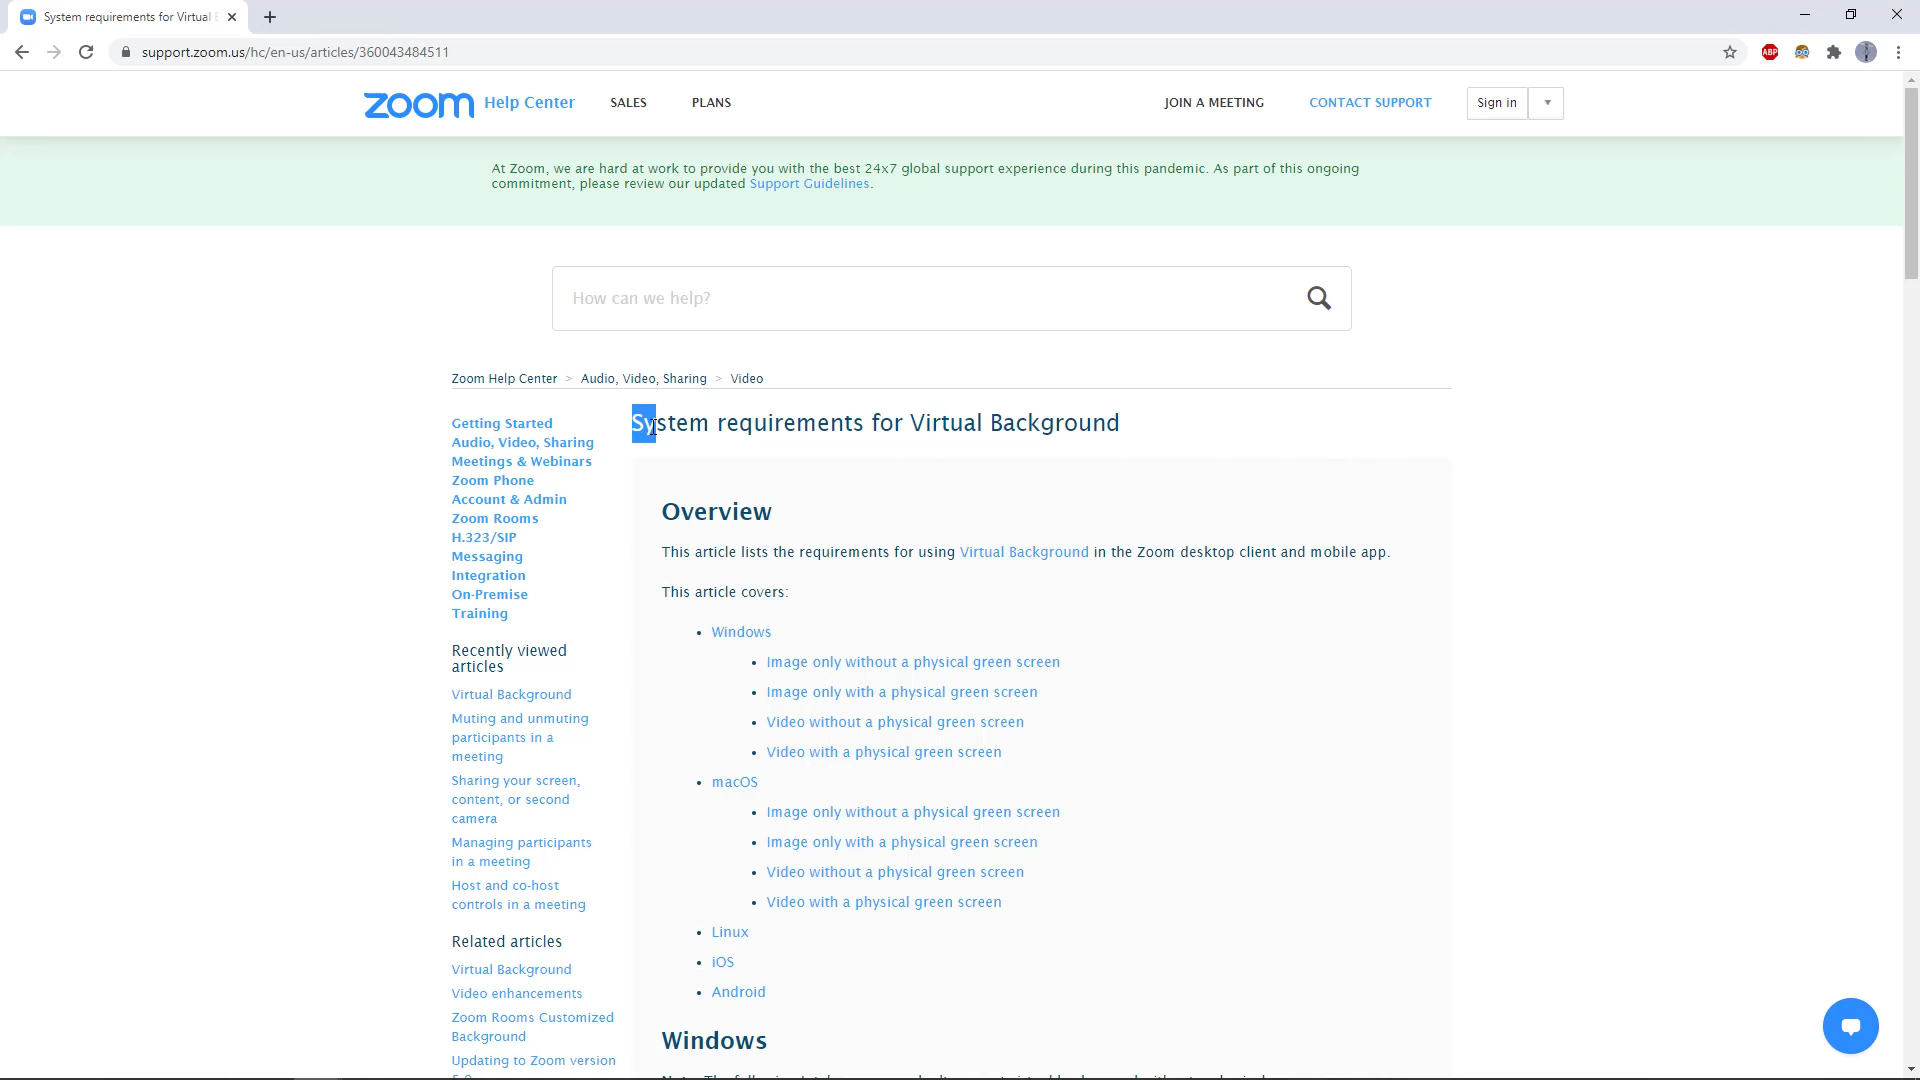 System requirements for Virtual
support.zoom.us/hc/en-us/articles/360043484511
ABP
zoom Help Center
SALES
PLANS
JOIN A MEETING
CONTACT SUPPORT
Sign in
At Zoom, we are hard at work to provide you with the best 24x7 global support experience during this pandemic. As part of this ongoing
commitment, please review our updated Support Guidelines.
How can we help?
Zoom Help Center > Audio, Video, Sharing > Video
Getting Started
Audio, Video, Sharing
Meetings & Webinars
Zoom Phone
Account & Admin
Zoom Rooms
H.323/SIP
Messaging
Integration
On-Premise
Training
Recently viewed
articles
Virtual Background
Muting and unmuting
participants in a
meeting
Sharing your screen,
content, or second
camera
Managing participants
in a meeting
Host and co-host
controls in a meeting
Related articles
Virtual Background
Video enhancements
Zoom Rooms Customized
Background
Updating to Zoom version
System requirements for Virtual Background
Overview
This article lists the requirements for using Virtual Background in the Zoom desktop client and mobile app.
This article covers:
• Windows
• Image only without a physical green screen
• Image only with a physical green screen
• Video without a physical green screen
• Video with a physical green screen
• macOS
• Image only without a physical green screen
• Image only with a physical green screen
• Video without a physical green screen
• Video with a physical green screen
• Linux
• iOS
• Android
Windows